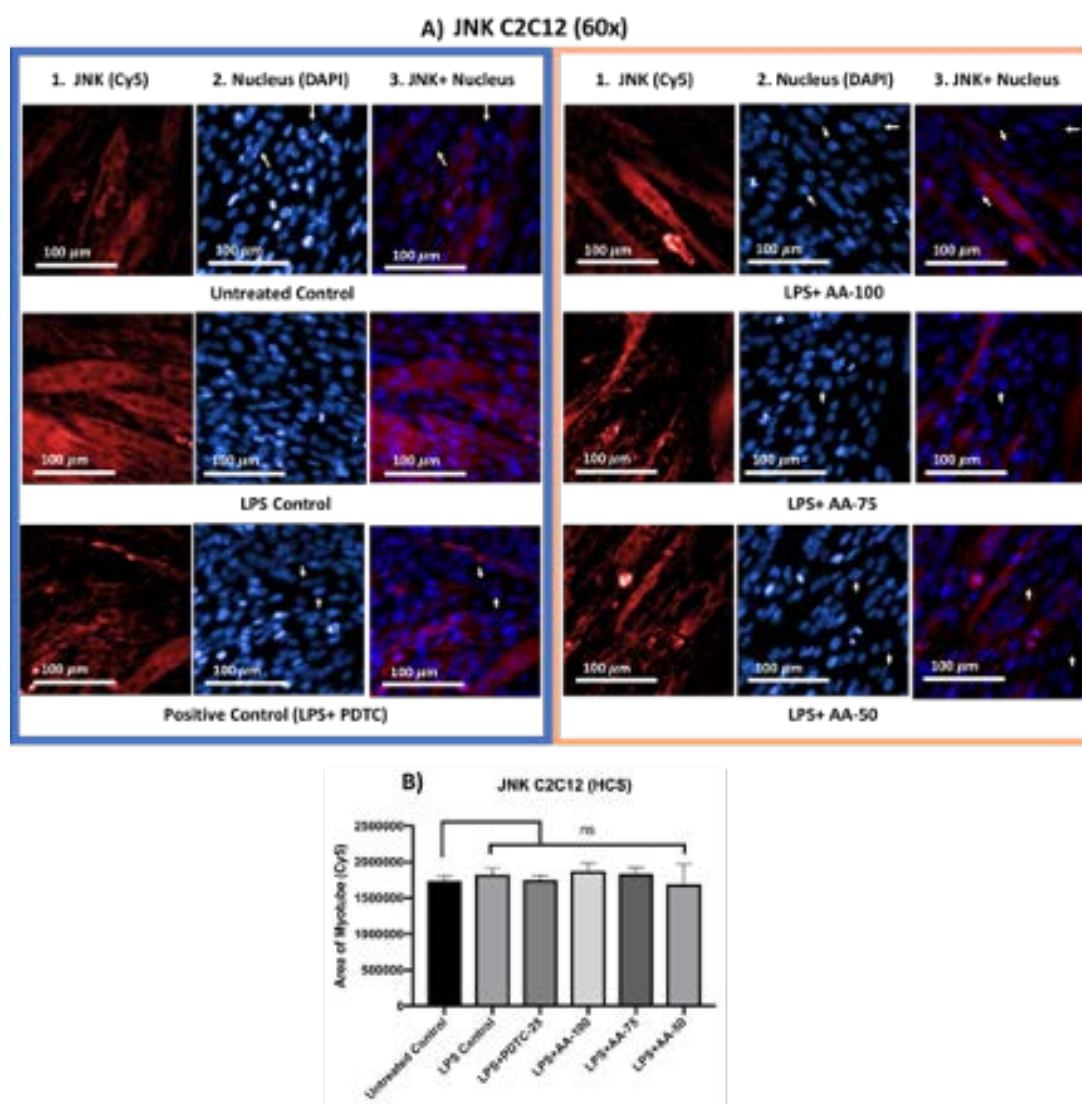 A) JNK C2C12 (60x)
1. JNK (Cy5) 2. Nucleus (DAPI) 3. JNK+ Nucleus
1. JNK (Cy5) 2. Nucleus (DAPI) 3. JNK+ Nucleus
100 µm 100 µm 100 µm
100 µm 100 µm 100 µm
Untreated Control
LPS+ AA-100
100 µm 100 µm 100 µm
100 µm 100 µm 100 µm
LPS Control
LPS+ AA-75
100 µm 100 µm 100 µm
100 µm 100 µm 100 µm
Positive Control (LPS+ PDTC)
LPS+ AA-50
B) JNK C2C12 (HCS)
Area of Myotube (Cy5)
2500000
2000000
1500000
1000000
500000
0
ns
Untreated Control
LPS Control
LPS+PDTC-25
LPS+AA-100
LPS+AA-75
LPS+AA-50